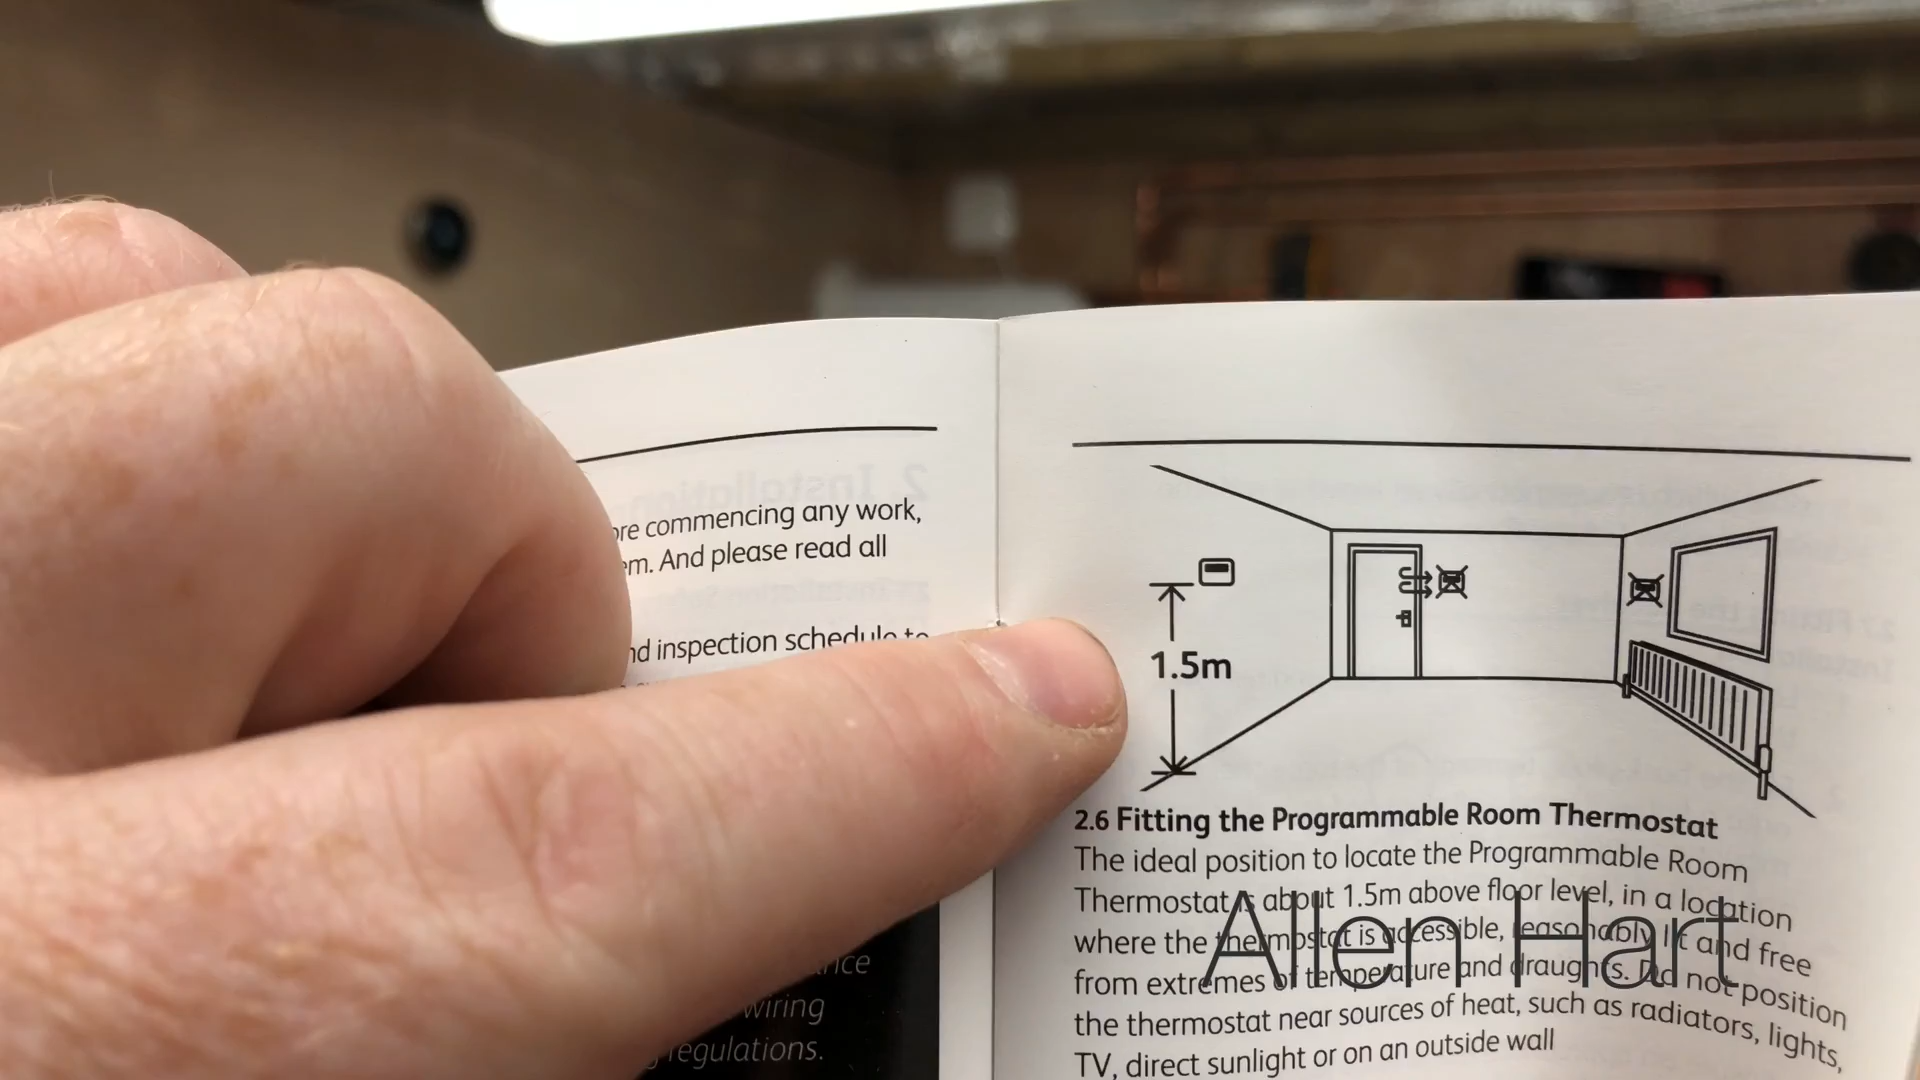 ore commencing any work,
em. And please read all
nd inspection schedule to
wiring
regulations.
1.5m
2.6 Fitting the Programmable Room Thermostat
The ideal position to locate the Programmable Room
Thermostat is about 1.5m above floor level, in a location
where the thermostat is accessible, reasonably lit and free
from extremes of temperature and draughts. Do not position
the thermostat near sources of heat, such as radiators, lights,
TV, direct sunlight or on an outside wall
Allen Hart